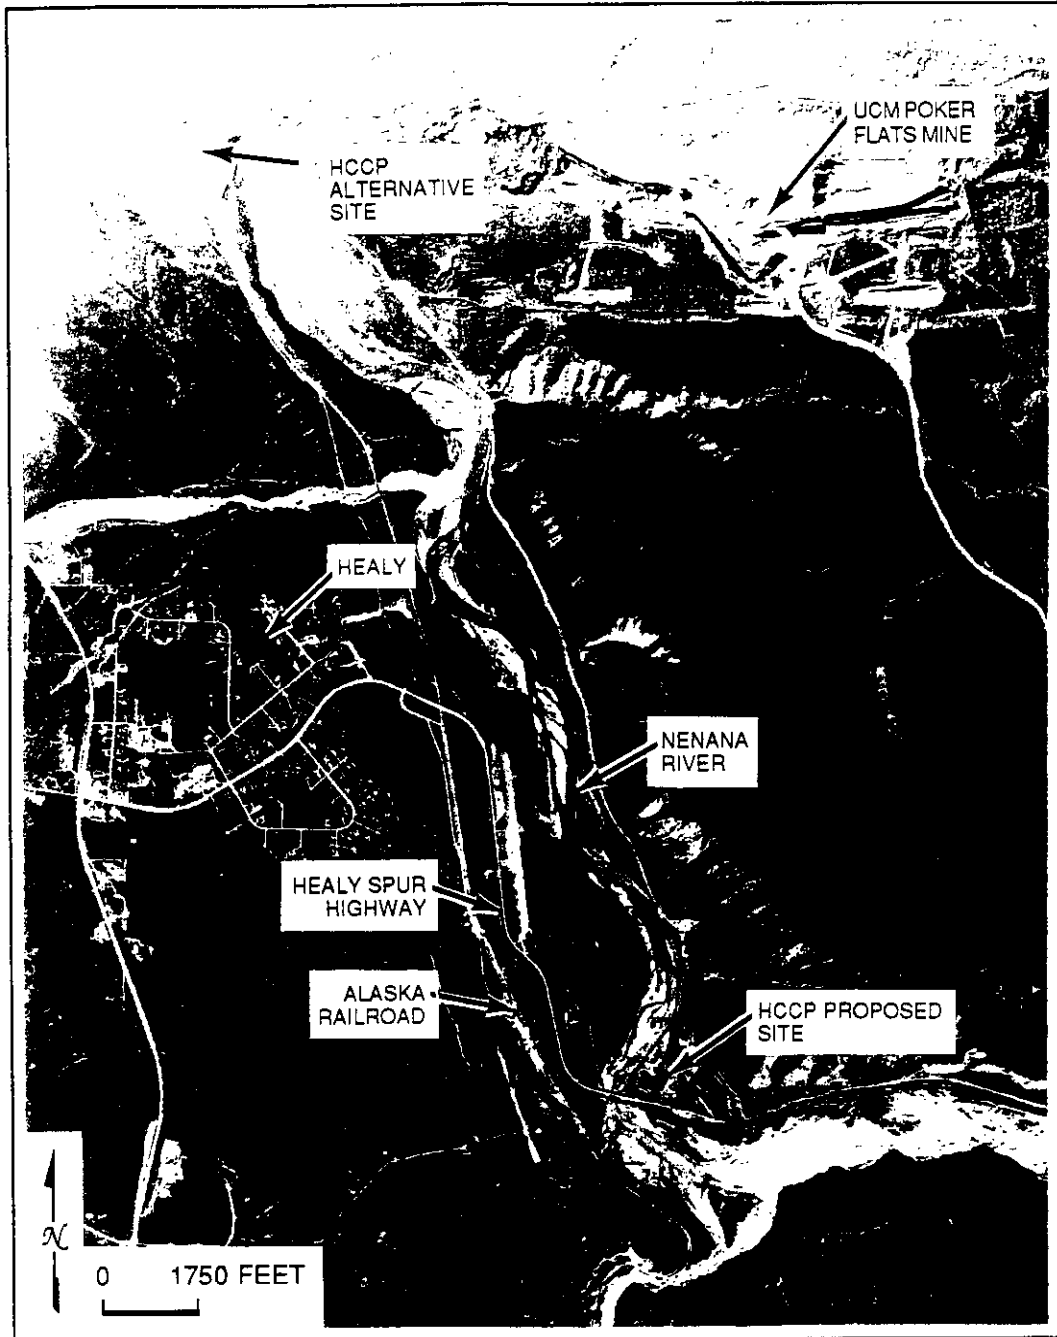 UCM POKER
FLATS MINE
HCCP
ALTERNATIVE
SITE
HEALY
NENANA
RIVER
HEALY SPUR
HIGHWAY
ALASKA
RAILROAD
HCCP PROPOSED
SITE
N
0 1750 FEET